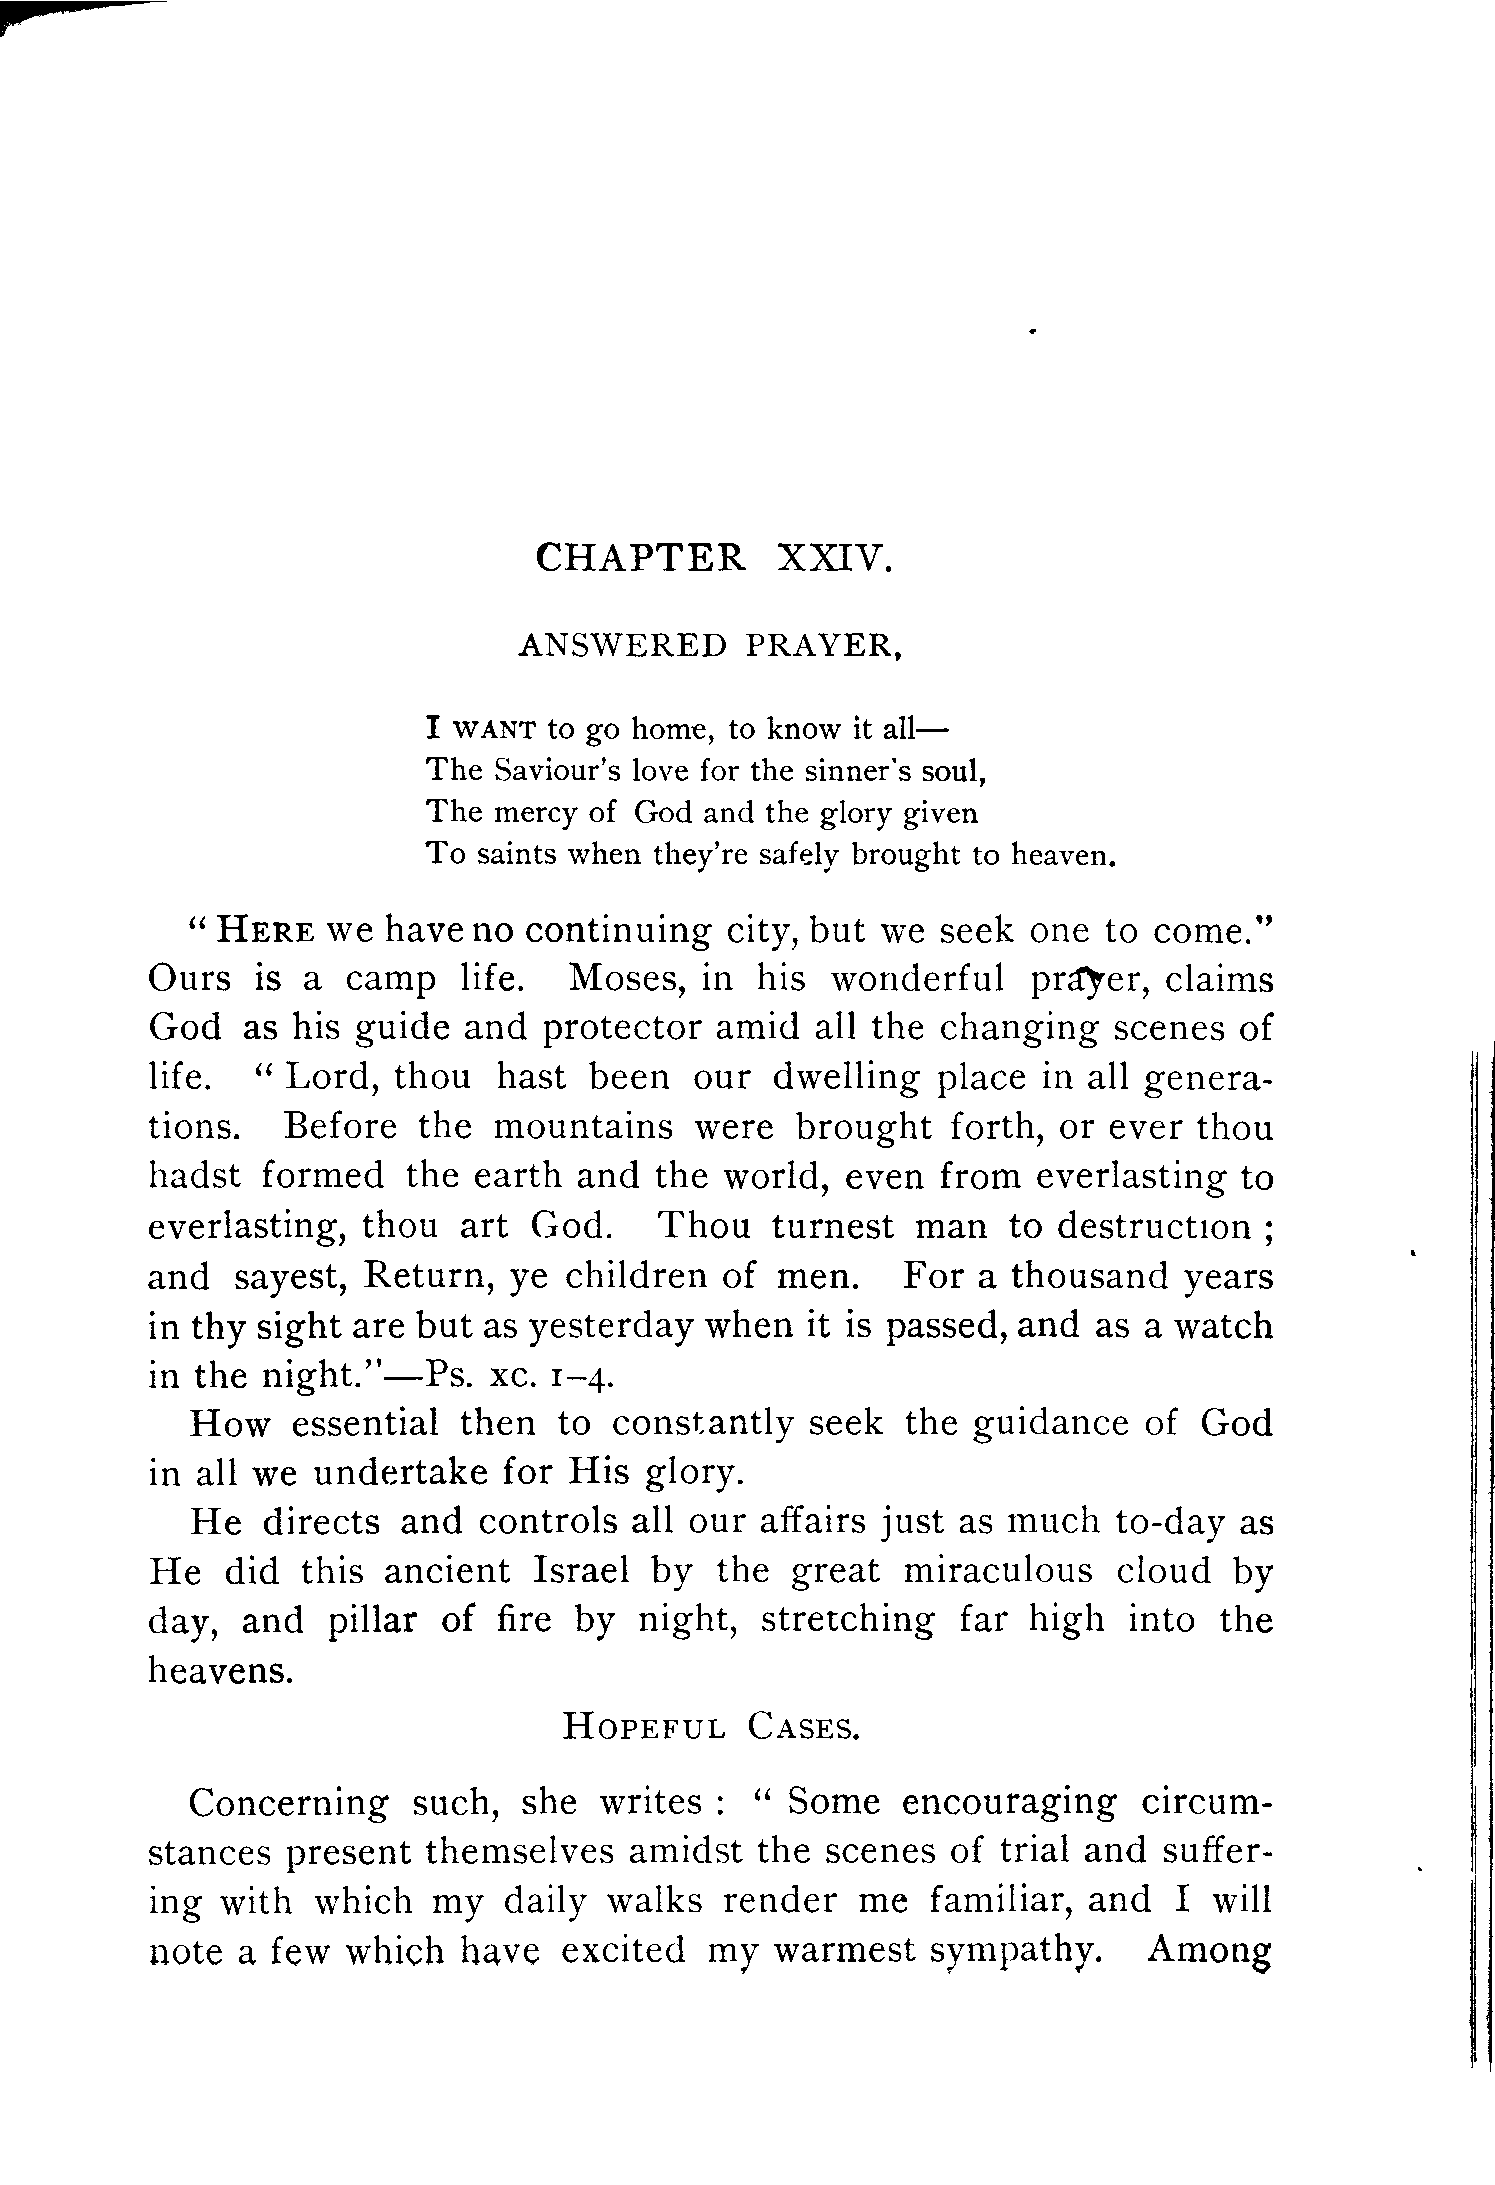 CHAPTER XXIV.
ANSWERED PRAYER,
I WANT to go home, to know it all—
The Saviour's love for the sinner's soul,
The mercy of God and the glory given
To saints when they're safely brought to heaven.
“ HERE we have no continuing city, but we seek one to come.”
Ours is a camp life. Moses, in his wonderful prayer, claims
God as his guide and protector amid all the changing scenes of
life. “ Lord, thou hast been our dwelling place in all genera-
tions. Before the mountains were brought forth, or ever thou
hadst formed the earth and the world, even from everlasting to
everlasting, thou art God. Thou turnest man to destruction ;
and sayest, Return, ye children of men. For a thousand years
in thy sight are but as yesterday when it is passed, and as a watch
in the night.”—Ps. xc. 1–4.
How essential then to constantly seek the guidance of God
in all we undertake for His glory.
He directs and controls all our affairs just as much to-day as
He did this ancient Israel by the great miraculous cloud by
day, and pillar of fire by night, stretching far high into the
heavens.
HOPEFUL CASES.
Concerning such, she writes : “ Some encouraging circum-
stances present themselves amidst the scenes of trial and suffer-
ing with which my daily walks render me familiar, and I will
note a few which have excited my warmest sympathy. Among